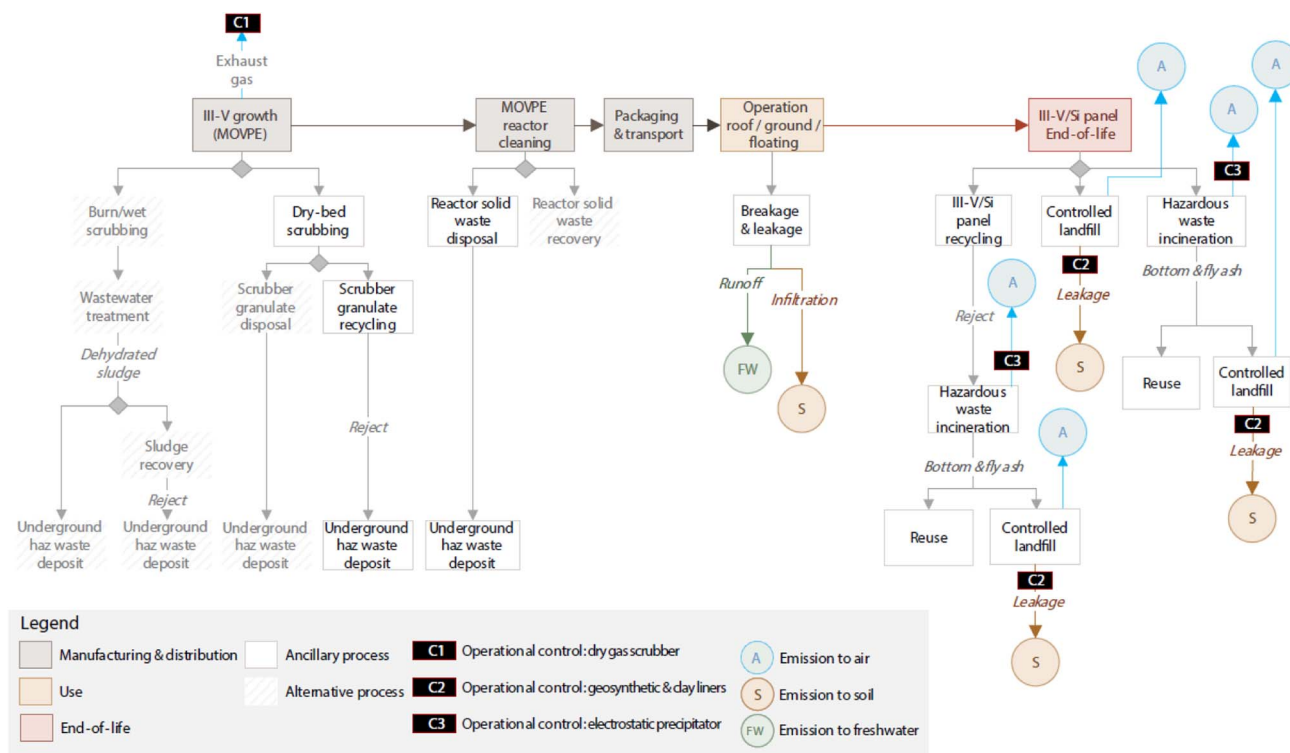 C1
Exhaust
gas
III-V growth
(MOVPE)
MOVPE
reactor
cleaning
Packaging
& transport
Operation
roof / ground /
floating
III-V/Si panel
End-of-life
A
A
A
C3
Burn/wet
scrubbing
Dry-bed
scrubbing
Reactor solid
waste
disposal
Reactor solid
waste
recovery
Breakage
& leakage
III-V/Si
panel
recycling
Controlled
landfill
Hazardous
waste
incineration
C2
Leakage
Bottom & fly ash
Wastewater
treatment
Scrubber
granulate
disposal
Scrubber
granulate
recycling
Runoff
Infiltration
A
Reject
C3
Dehydrated
sludge
FW
S
S
Reuse
Controlled
landfill
C2
Leakage
Hazardous
waste
incineration
A
Reject
Sludge
recovery
Reject
Bottom & fly ash
Underground
haz waste
deposit
Underground
haz waste
deposit
Underground
haz waste
deposit
Underground
haz waste
deposit
Underground
haz waste
deposit
Reuse
Controlled
landfill
S
C2
Leakage
S
Legend
Manufacturing & distribution
Use
End-of-life
Ancillary process
Alternative process
C1 Operational control: dry gas scrubber
C2 Operational control: geosynthetic & clay liners
C3 Operational control: electrostatic precipitator
A Emission to air
S Emission to soil
FW Emission to freshwater